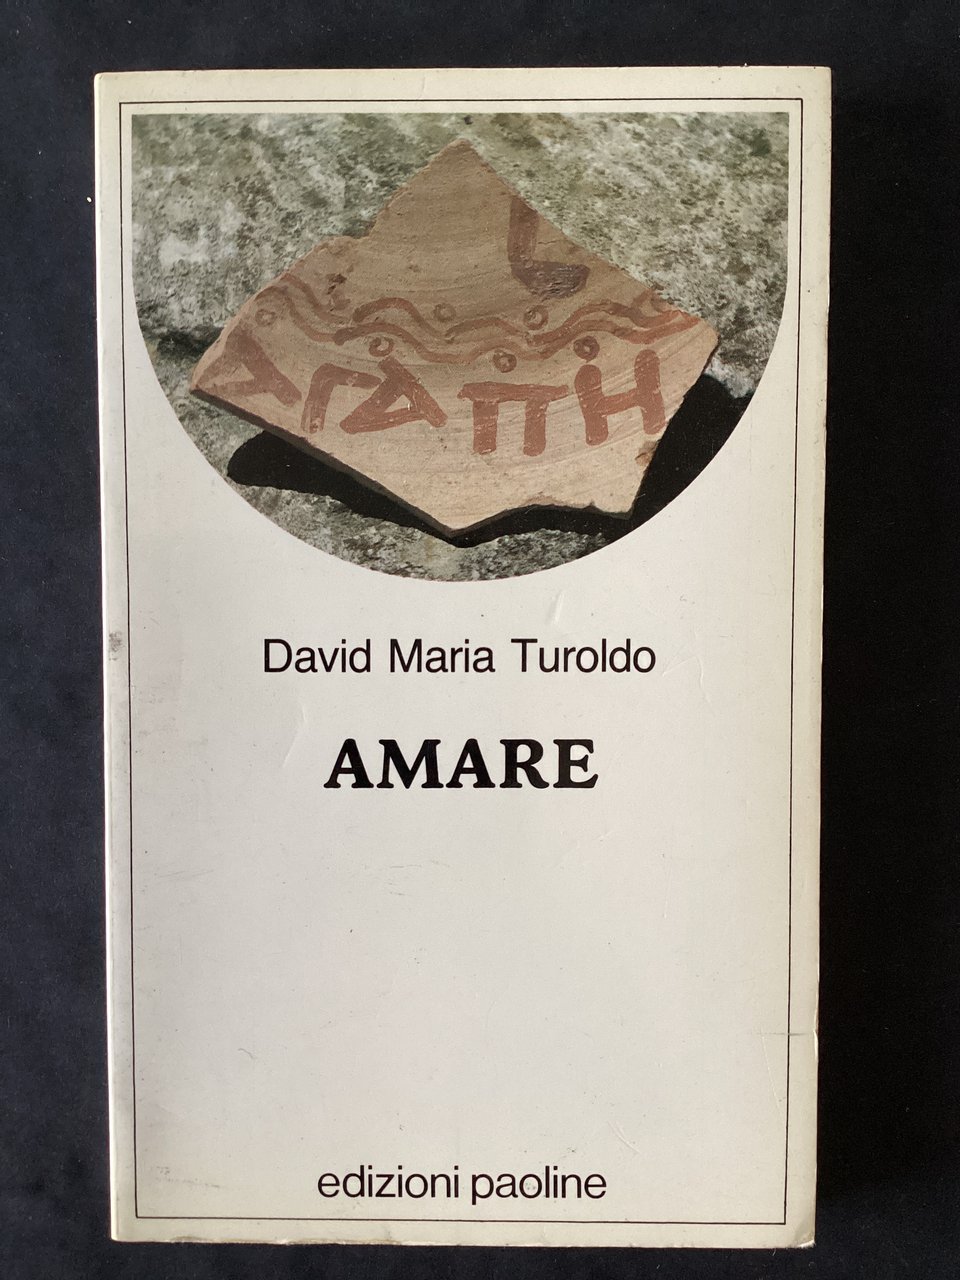 ΑΓΑΠΗ
David Maria Turoldo
AMARE
edizioni paoline